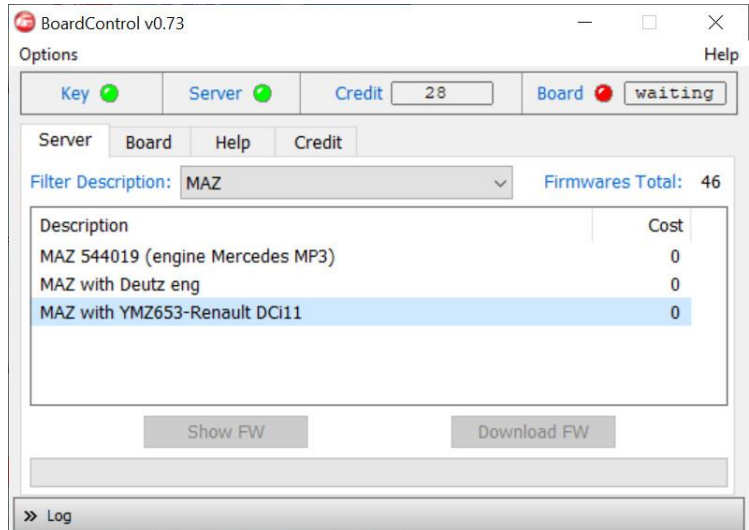 BoardControl v0.73
Options Help
Key Server Credit 28 Board waiting
Server Board Help Credit
Filter Description: MAZ Firmwares Total: 46
Description Cost
MAZ 544019 (engine Mercedes MP3) 0
MAZ with Deutz eng 0
MAZ with YMZ653-Renault DCi11 0
Show FW Download FW
» Log